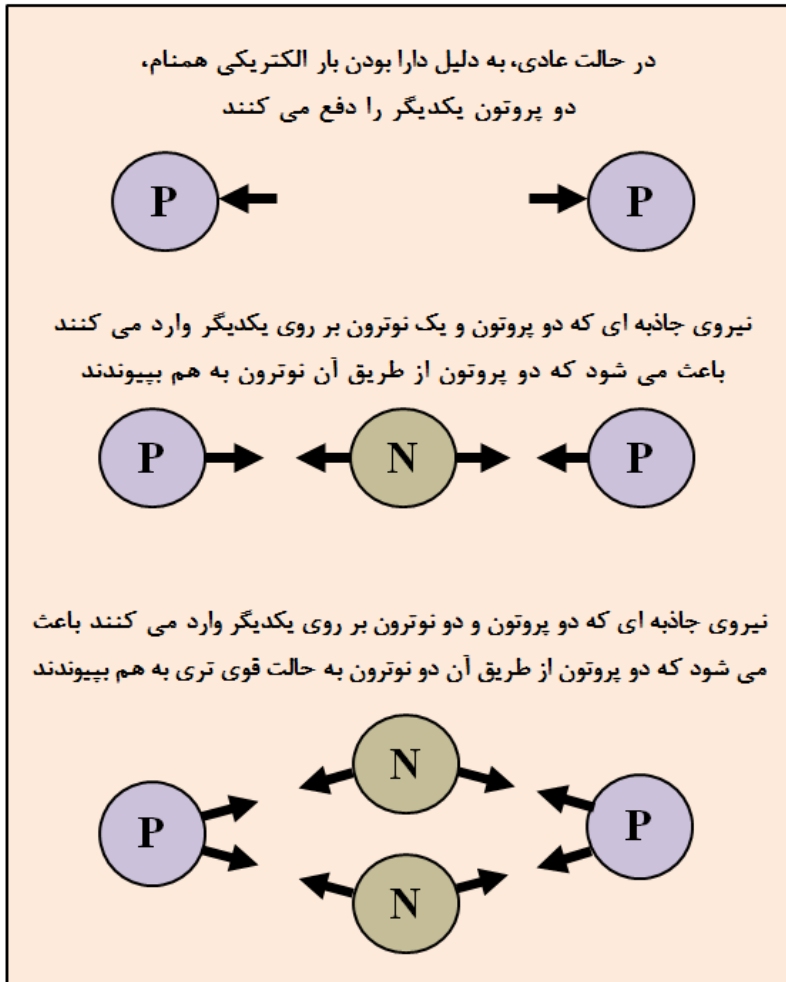 در حالت عادی، به دلیل دارا بودن بار الکتریکی همنام،
دو پروتون یکدیگر را دفع می کنند
P P
نیروی جاذبه ای که دو پروتون و یک نوترون بر روی یکدیگر وارد می کنند
باعث می شود که دو پروتون از طریق آن نوترون به هم بپیوندند
P N P
نیروی جاذبه ای که دو پروتون و دو نوترون بر روی یکدیگر وارد می کنند باعث
می شود که دو پروتون از طریق آن دو نوترون به حالت قوی تری به هم بپیوندند
N
P P
N